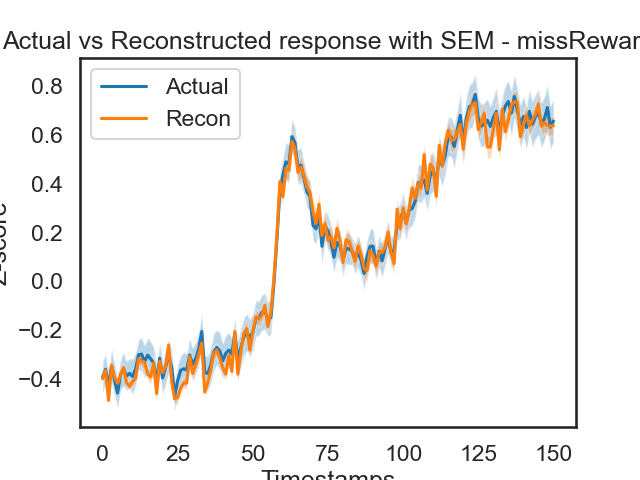 Actual vs Reconstructed response with SEM - missRewar
Actual
Recon
Z-score
0.8
0.6
0.4
0.2
0.0
−0.2
−0.4
0 25 50 75 100 125 150
Timestamps